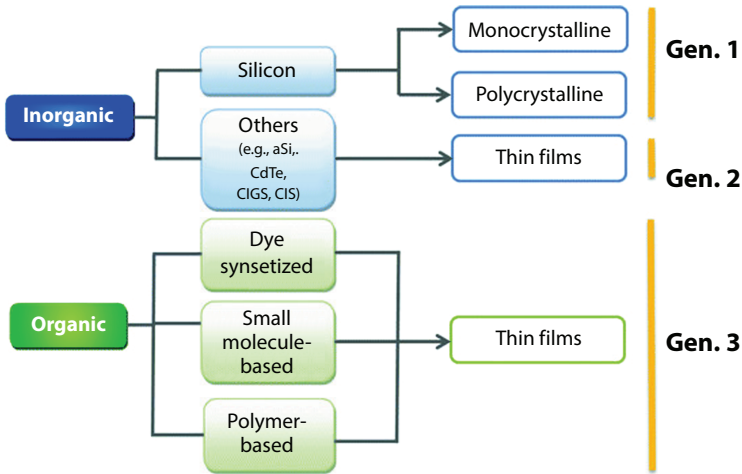 Inorganic
Silicon
Monocrystalline
Polycrystalline
Gen. 1
Others
(e.g., aSi,.
CdTe,
CIGS, CIS)
Thin films
Gen. 2
Organic
Dye
synsetized
Small
molecule-
based
Polymer-
based
Thin films
Gen. 3